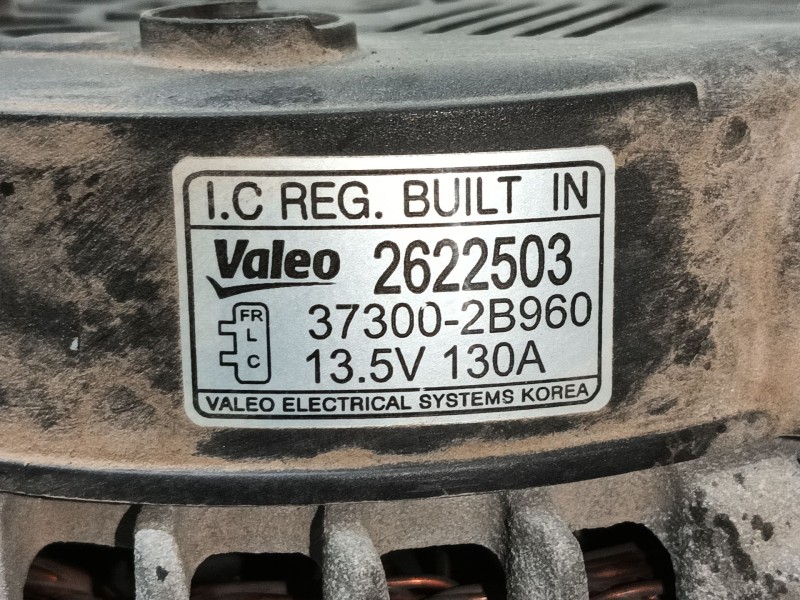 I.C REG. BUILT IN
Valeo 2622503
FR 37300-2B960
L
C 13.5V 130A
VALEO ELECTRICAL SYSTEMS KOREA